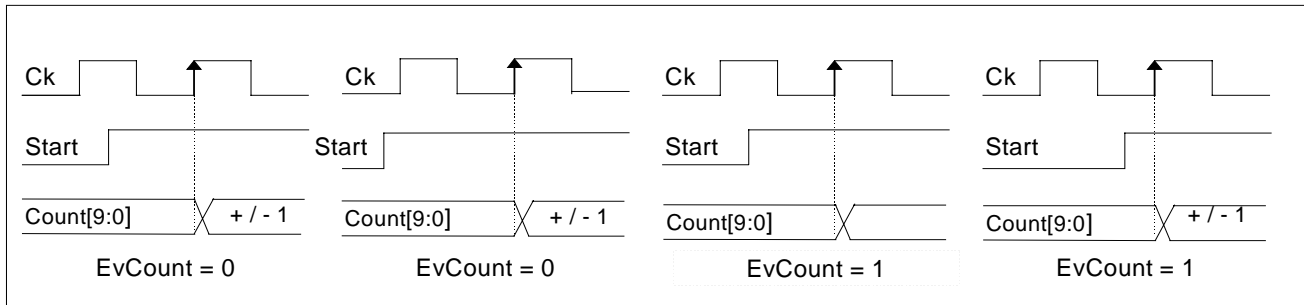 Ck
Start
Count[9:0]
+ / - 1
EvCount = 0
Ck
Start
Count[9:0]
+ / - 1
EvCount = 0
Ck
Start
Count[9:0]
EvCount = 1
Ck
Start
Count[9:0]
+ / - 1
EvCount = 1